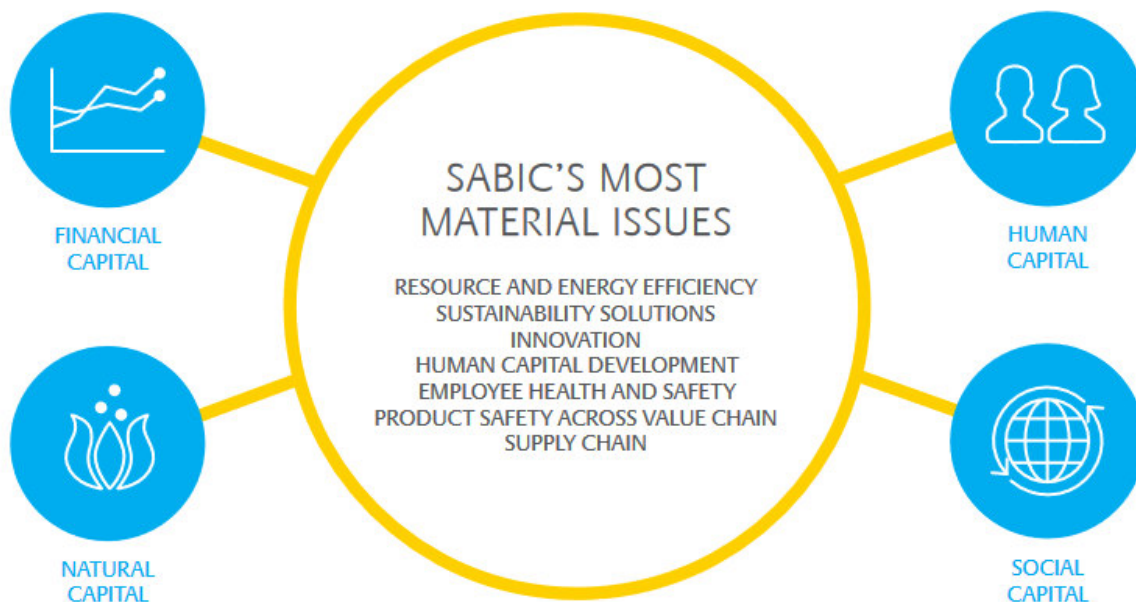 SABIC'S MOST
MATERIAL ISSUES
RESOURCE AND ENERGY EFFICIENCY
SUSTAINABILITY SOLUTIONS
INNOVATION
HUMAN CAPITAL DEVELOPMENT
EMPLOYEE HEALTH AND SAFETY
PRODUCT SAFETY ACROSS VALUE CHAIN
SUPPLY CHAIN
FINANCIAL
CAPITAL
HUMAN
CAPITAL
NATURAL
CAPITAL
SOCIAL
CAPITAL